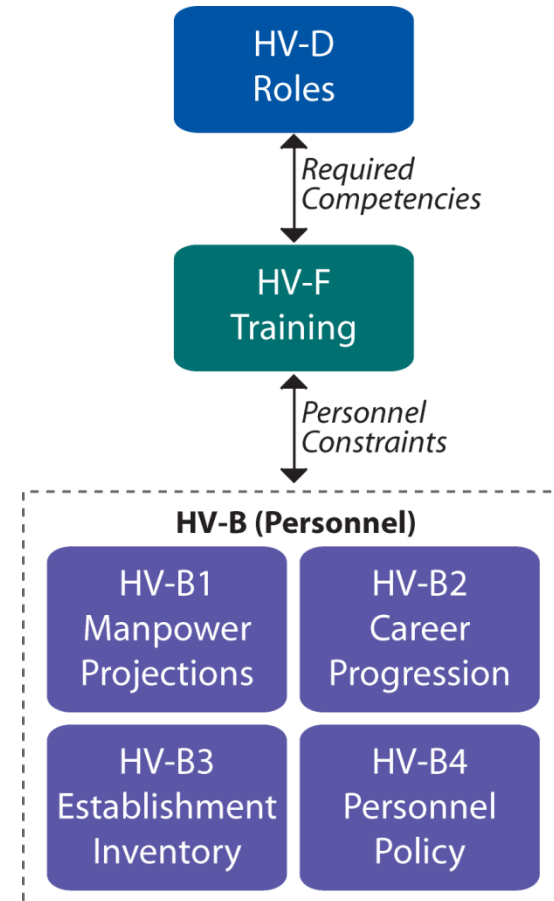 HV-D
Roles
Required
Competencies
HV-F
Training
Personnel
Constraints
HV-B (Personnel)
HV-B1
Manpower
Projections
HV-B2
Career
Progression
HV-B3
Establishment
Inventory
HV-B4
Personnel
Policy